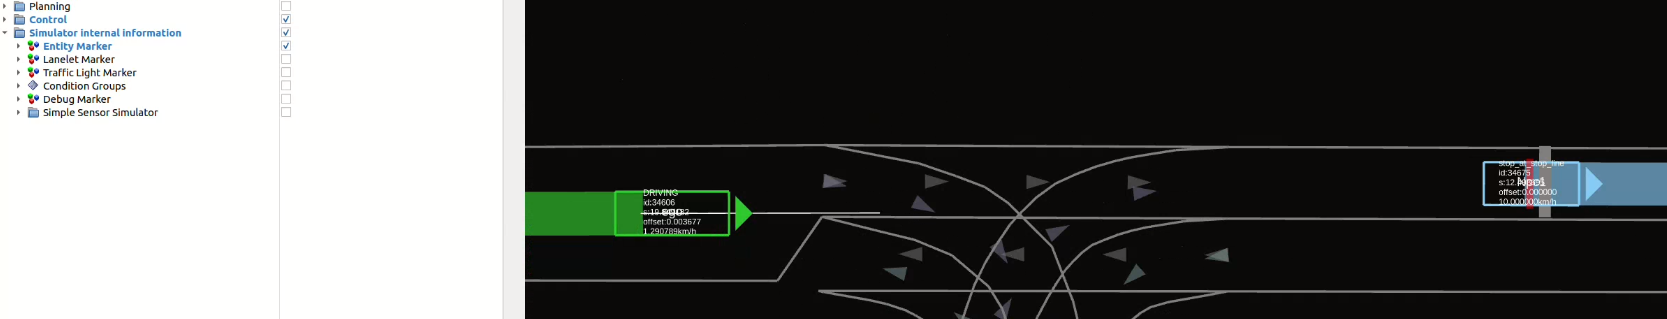 Planning
Control
Simulator internal information
Entity Marker
Lanelet Marker
Traffic Light Marker
Condition Groups
Debug Marker
Simple Sensor Simulator
DRIVING
id:34606
offset:0.003677
1.290789km/h
stop_at_stop_line
id:34675
Npc1
offset:0.000000
10.000000km/h